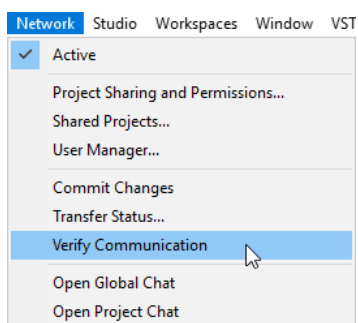 Network Studio Workspaces Window VST
Active
Project Sharing and Permissions...
Shared Projects...
User Manager...
Commit Changes
Transfer Status...
Verify Communication
Open Global Chat
Open Project Chat